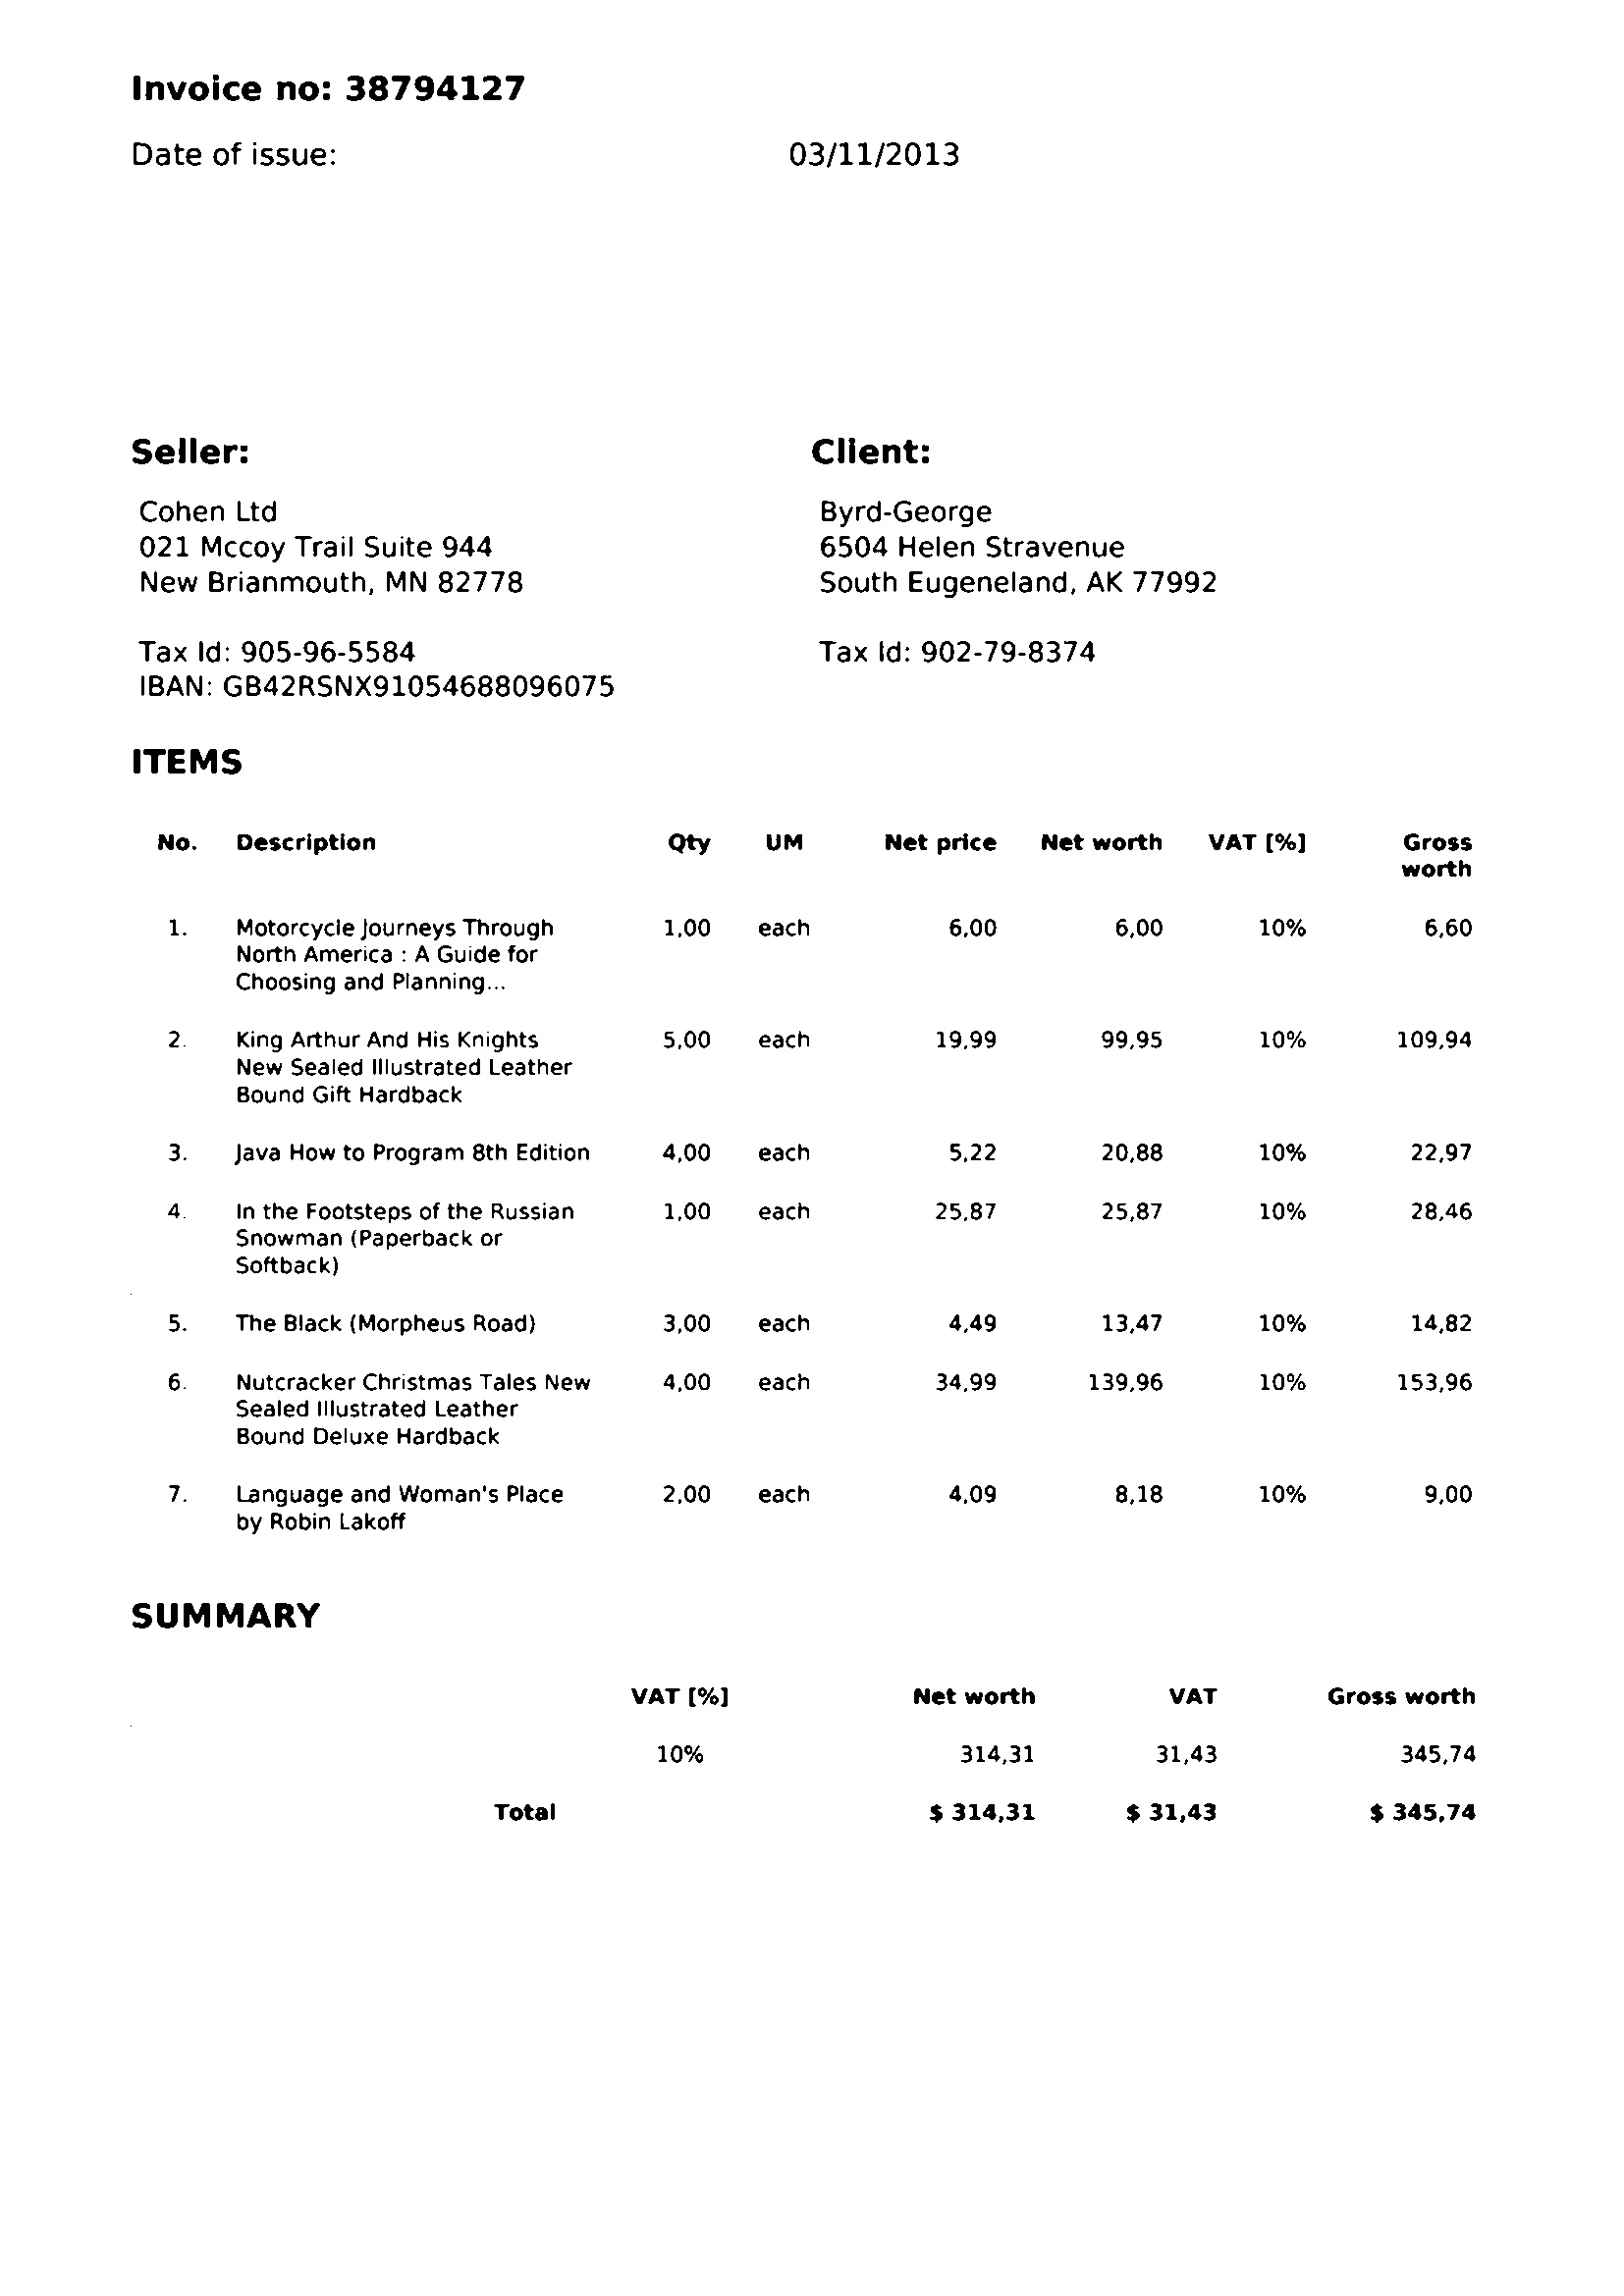 Invoice no: 38794127
Date of issue: 03/11/2013
Seller: Client:
Cohen Ltd Byrd-George
021 Mccoy Trail Suite 944 6504 Helen Stravenue
New Brianmouth, MN 82778 South Eugeneland, AK 77992
Tax Id: 905-96-5584 Tax Id: 902-79-8374
IBAN: GB42RSNX91054688096075
ITEMS
No. Description Qty UM Net price Net worth VAT [%] Gross
worth
1. Motorcycle Journeys Through 1,00 each 6,00 6,00 10% 6,60
North America : A Guide for
Choosing and Planning...
2. King Arthur And His Knights 5,00 each 19,99 99,95 10% 109,94
New Sealed Illustrated Leather
Bound Gift Hardback
3. Java How to Program 8th Edition 4,00 each 5,22 20,88 10% 22,97
4. In the Footsteps of the Russian 1,00 each 25,87 25,87 10% 28,46
Snowman (Paperback or
Softback)
5. The Black (Morpheus Road) 3,00 each 4,49 13,47 10% 14,82
6. Nutcracker Christmas Tales New 4,00 each 34,99 139,96 10% 153,96
Sealed Illustrated Leather
Bound Deluxe Hardback
7. Language and Woman's Place 2,00 each 4,09 8,18 10% 9,00
by Robin Lakoff
SUMMARY
VAT [%] Net worth VAT Gross worth
10% 314,31 31,43 345,74
Total $ 314,31 $ 31,43 $ 345,74